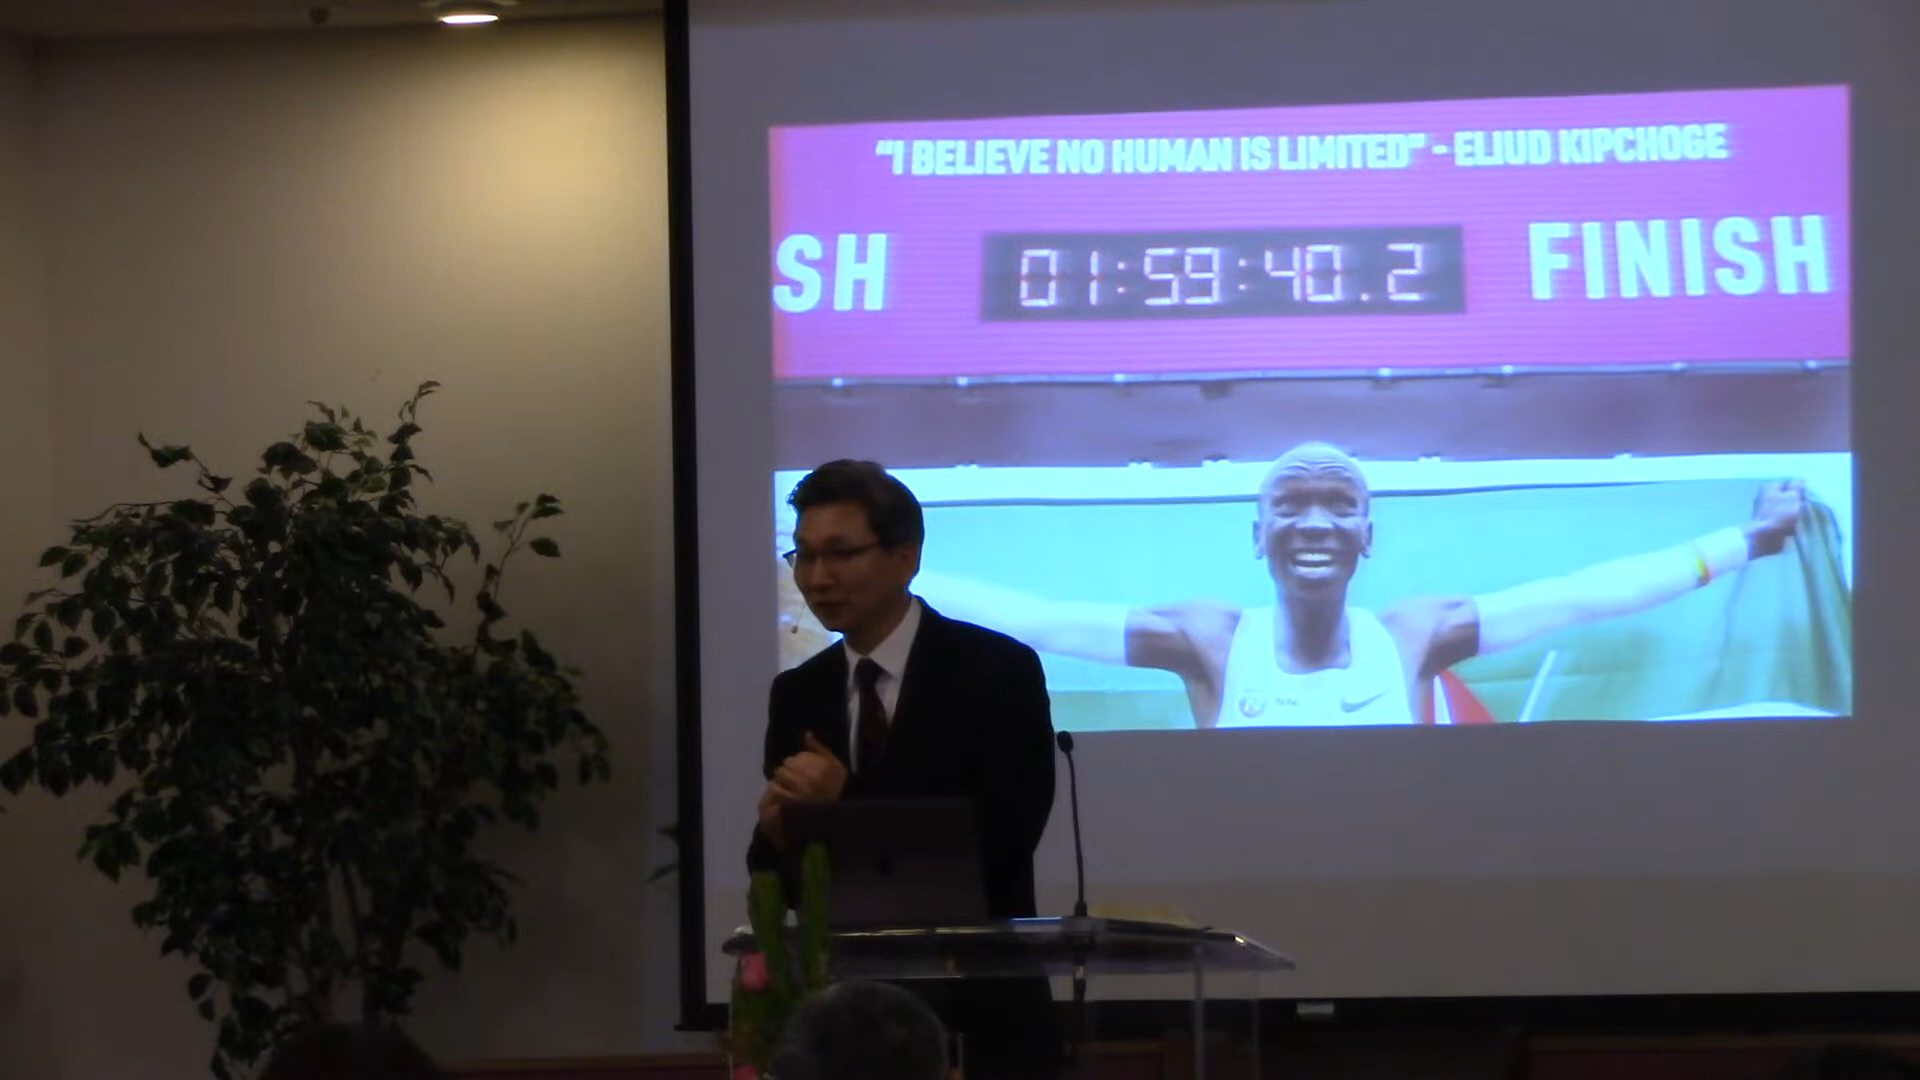 "I BELIEVE NO HUMAN IS LIMITED" - ELIUD KIPCHOGE
SH 01:59:40.2 FINISH